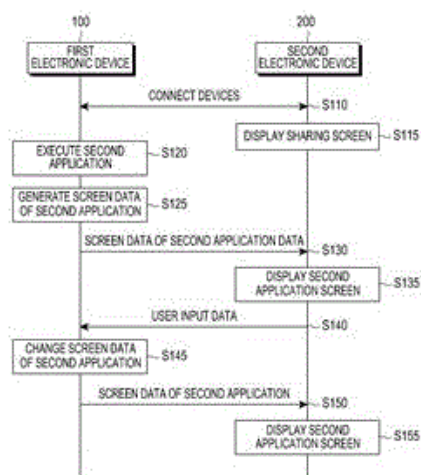 100 200
FIRST ELECTRONIC DEVICE
SECOND ELECTRONIC DEVICE
CONNECT DEVICES S110
DISPLAY SHARING SCREEN S115
EXECUTE SECOND APPLICATION S120
GENERATE SCREEN DATA OF SECOND APPLICATION S125
SCREEN DATA OF SECOND APPLICATION DATA S130
DISPLAY SECOND APPLICATION SCREEN S135
USER INPUT DATA S140
CHANGE SCREEN DATA OF SECOND APPLICATION S145
SCREEN DATA OF SECOND APPLICATION S150
DISPLAY SECOND APPLICATION SCREEN S155